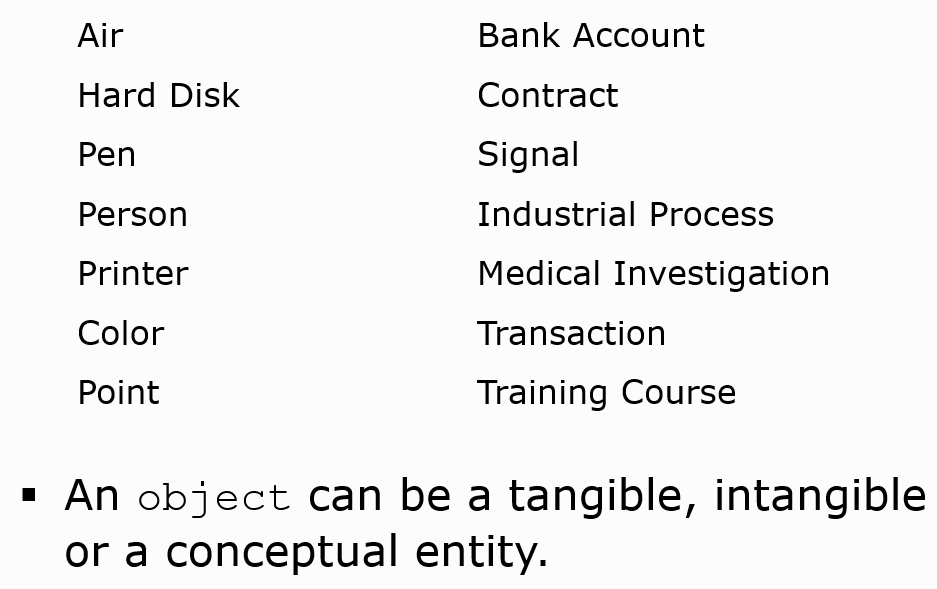 Air Bank Account
Hard Disk Contract
Pen Signal
Person Industrial Process
Printer Medical Investigation
Color Transaction
Point Training Course
▪ An object can be a tangible, intangible
or a conceptual entity.